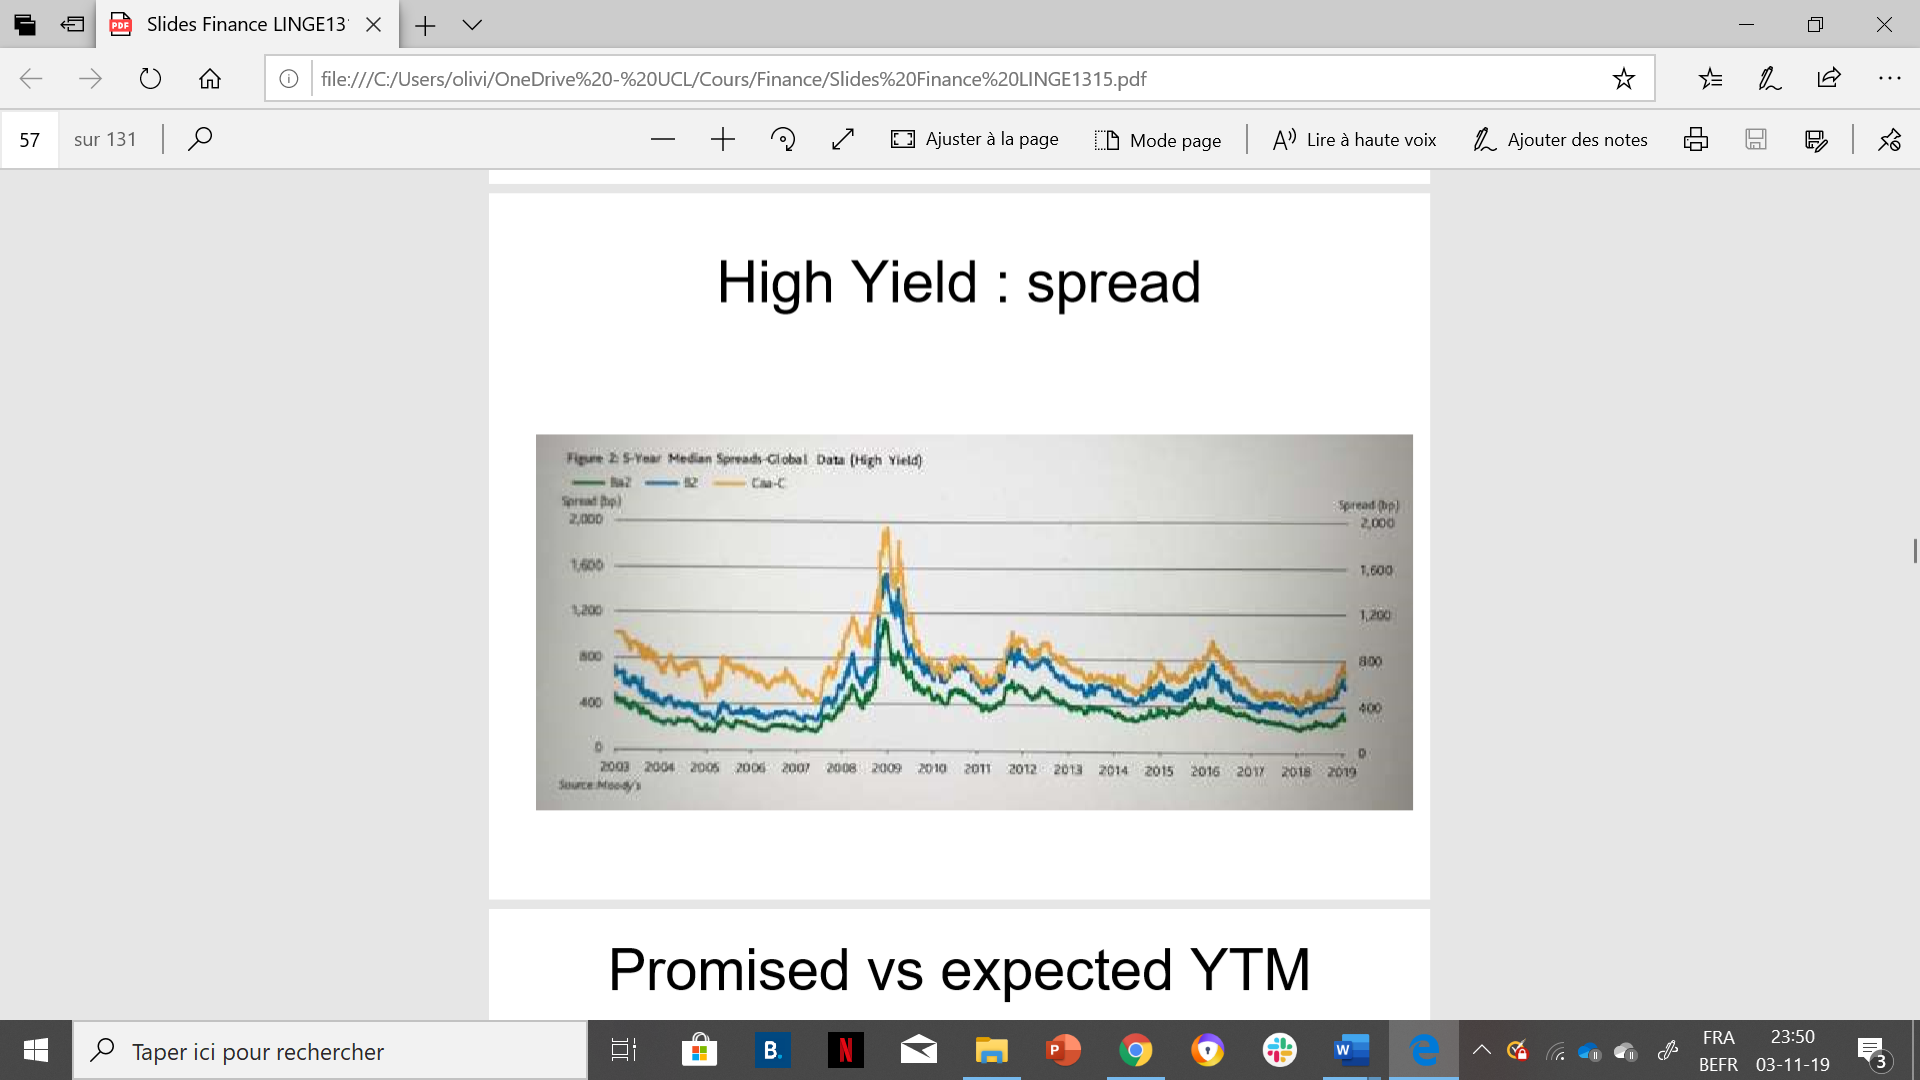 Slides Finance LINGE13
file:///C:/Users/olivi/OneDrive%20-%20UCL/Cours/Finance/Slides%20Finance%20LINGE1315.pdf
57 sur 131 Ajuster à la page Mode page Lire à haute voix Ajouter des notes
High Yield : spread
Figure 2: 5-Year Median Spreads-Global Data (High Yield)
Ba2 B2 Caa-C
Spread (bp) Spread (bp)
2,000 2,000
1,600 1,600
1,200 1,200
800 800
400 400
0 0
2003 2004 2005 2006 2007 2008 2009 2010 2011 2012 2013 2014 2015 2016 2017 2018 2019
Source: Moody's
Promised vs expected YTM
Taper ici pour rechercher
FRA 23:50
BEFR 03-11-19
3